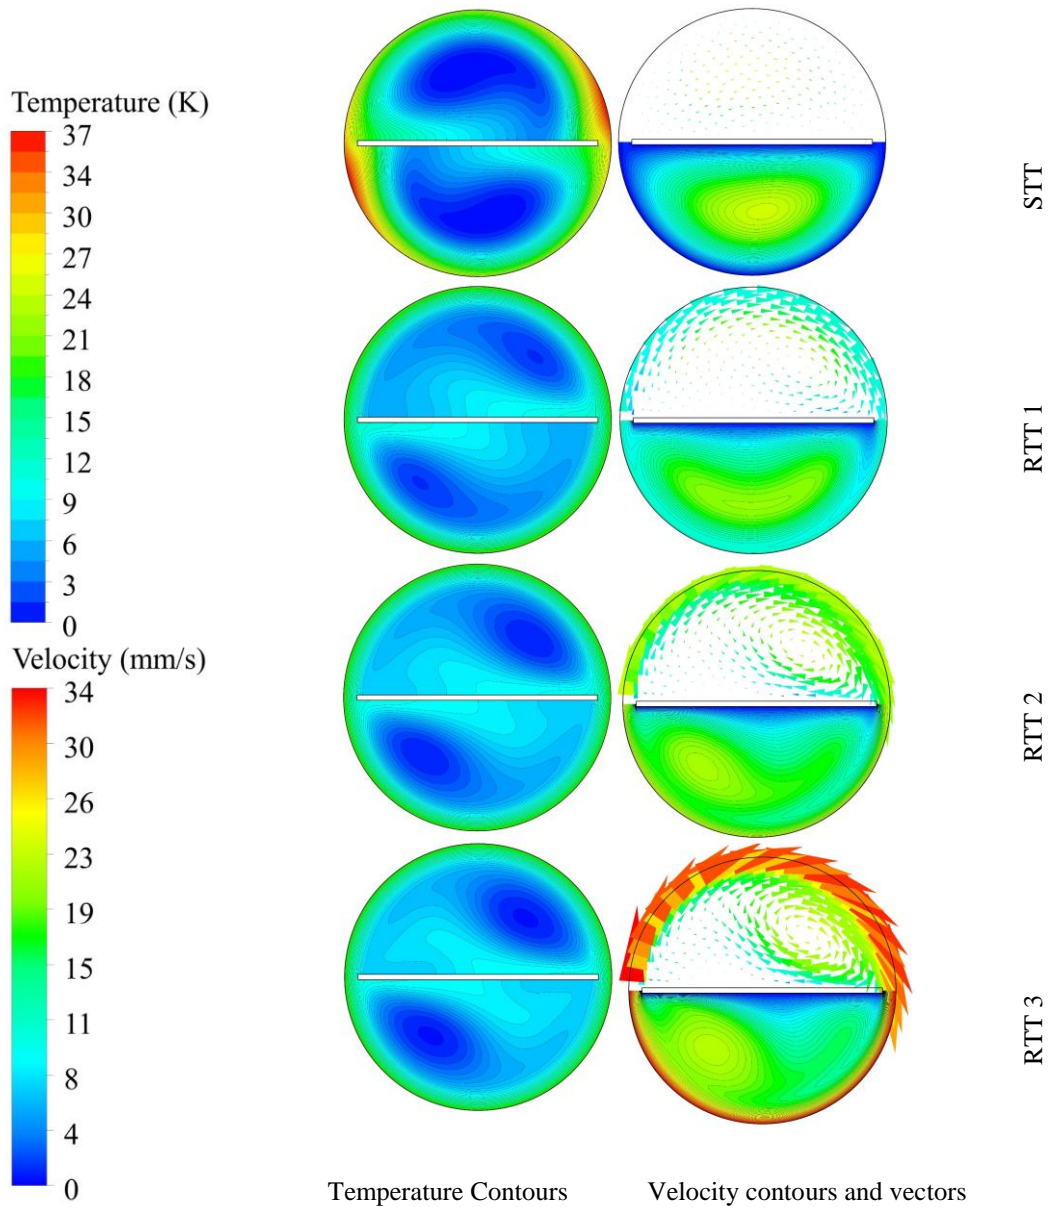 Temperature (K)
37
34
30
27
24
21
18
15
12
9
6
3
0
Velocity (mm/s)
34
30
26
23
19
15
11
8
4
0
STT
RTT 1
RTT 2
RTT 3
Temperature Contours
Velocity contours and vectors